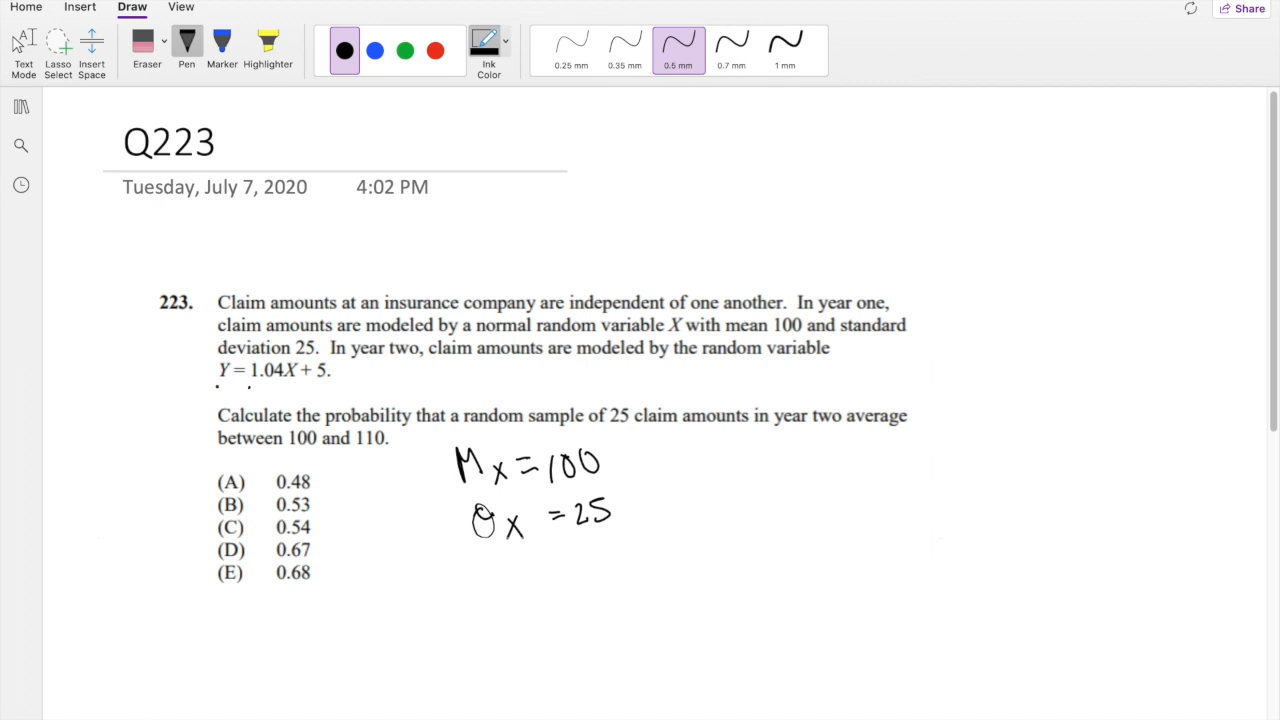 Home Insert Draw View Share
Text Mode
Lasso Select
Insert Space
Eraser
Pen
Marker
Highlighter
Ink Color
0.25 mm
0.35 mm
0.5 mm
0.7 mm
1 mm
Q223
Tuesday, July 7, 2020 4:02 PM
223. Claim amounts at an insurance company are independent of one another. In year one,
claim amounts are modeled by a normal random variable X with mean 100 and standard
deviation 25. In year two, claim amounts are modeled by the random variable
Y = 1.04X + 5.
Calculate the probability that a random sample of 25 claim amounts in year two average
between 100 and 110.
Mx = 100
(A) 0.48
(B) 0.53
θx = 25
(C) 0.54
(D) 0.67
(E) 0.68